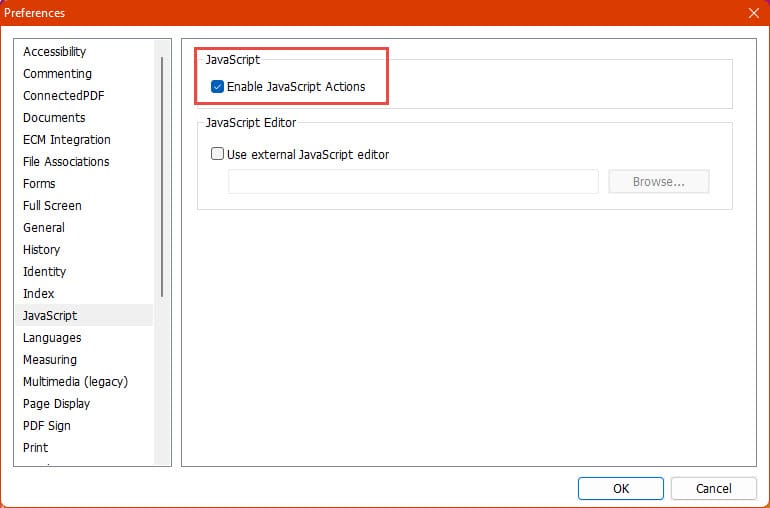 Preferences
Accessibility
Commenting
ConnectedPDF
Documents
ECM Integration
File Associations
Forms
Full Screen
General
History
Identity
Index
JavaScript
Languages
Measuring
Multimedia (legacy)
Page Display
PDF Sign
Print
JavaScript
Enable JavaScript Actions
JavaScript Editor
Use external JavaScript editor
Browse...
OK
Cancel